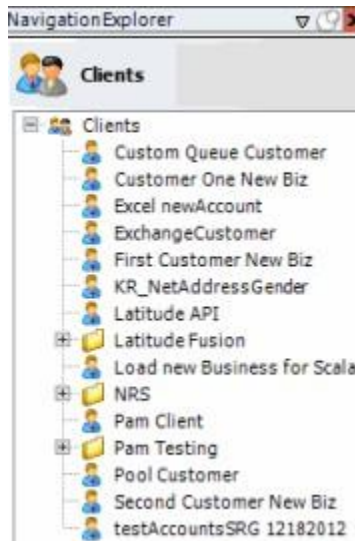 NavigationExplorer
Clients
Clients
Custom Queue Customer
Customer One New Biz
Excel newAccount
ExchangeCustomer
First Customer New Biz
KR_NetAddressGender
Latitude API
Latitude Fusion
Load new Business for Scala
NRS
Pam Client
Pam Testing
Pool Customer
Second Customer New Biz
testAccountsSRG 12182012